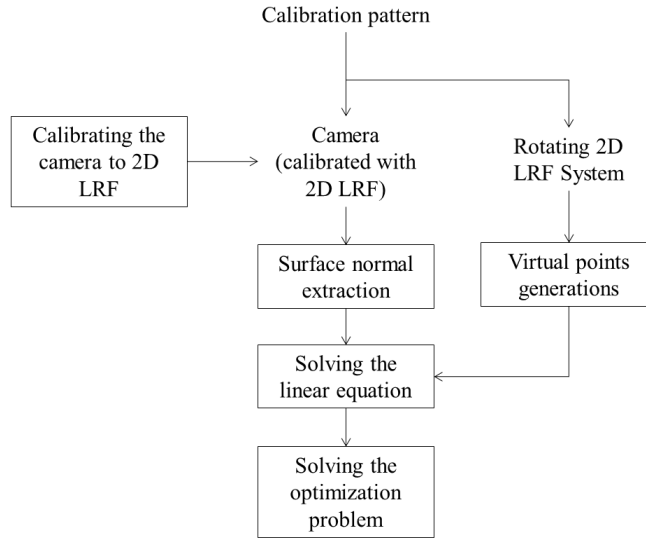 Calibration pattern
Calibrating the
camera to 2D
LRF
Camera
(calibrated with
2D LRF)
Rotating 2D
LRF System
Surface normal
extraction
Virtual points
generations
Solving the
linear equation
Solving the
optimization
problem